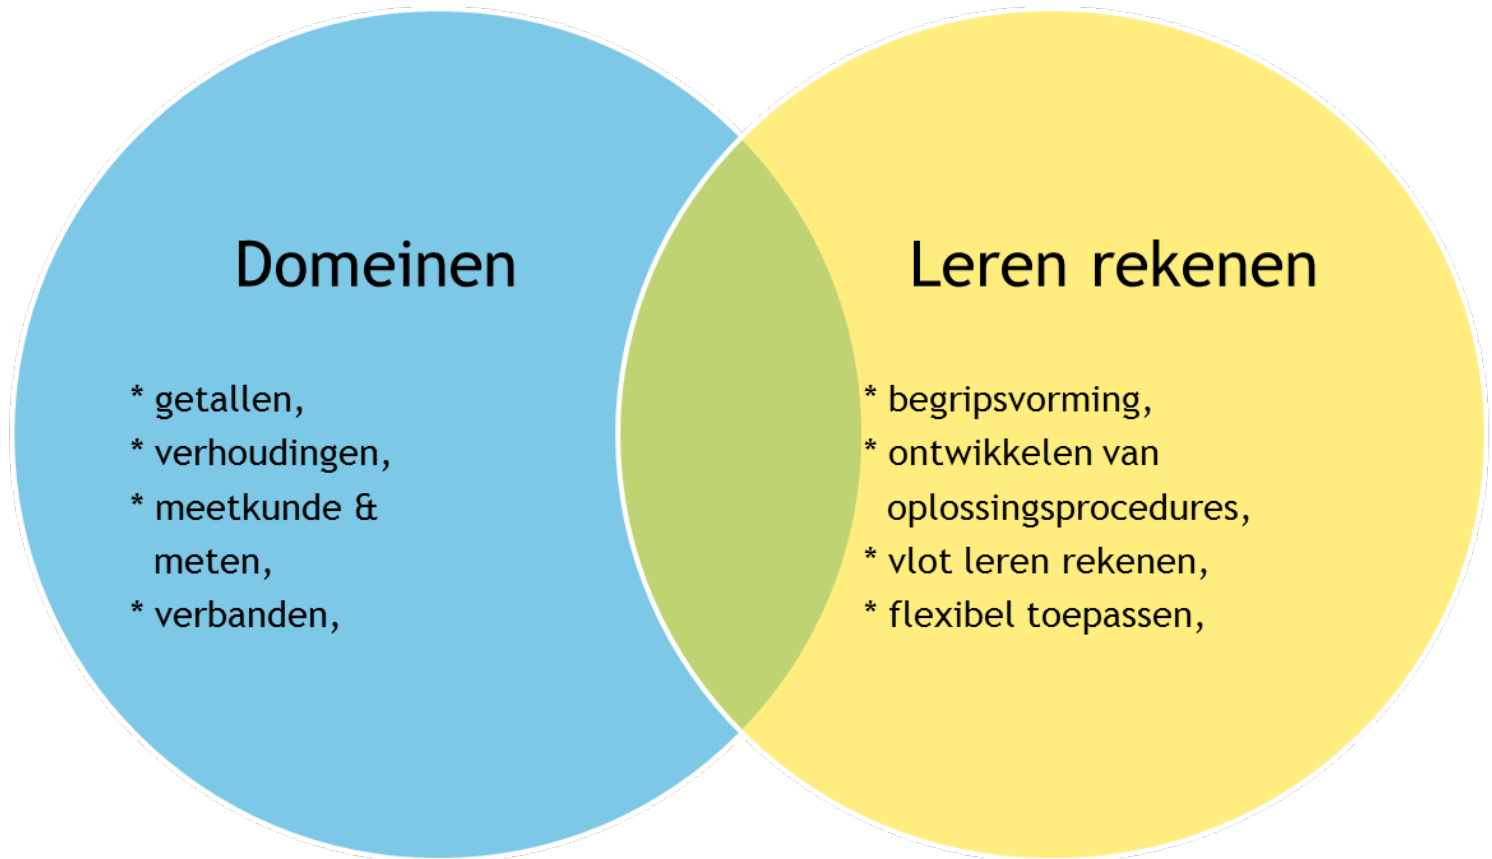 Domeinen
* getallen,
* verhoudingen,
* meetkunde &
meten,
* verbanden,
Leren rekenen
* begripsvorming,
* ontwikkelen van
oplossingsprocedures,
* vlot leren rekenen,
* flexibel toepassen,